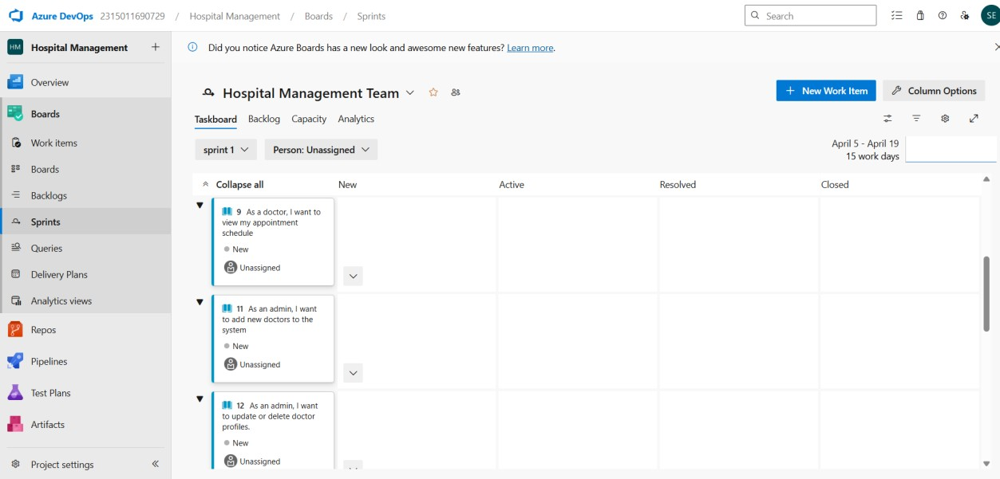 Azure DevOps 2315011690729 / Hospital Management / Boards / Sprints
Search
SE
HM Hospital Management
Did you notice Azure Boards has a new look and awesome new features? Learn more.
Overview
Boards
Work items
Boards
Backlogs
Sprints
Queries
Delivery Plans
Analytics views
Repos
Pipelines
Test Plans
Artifacts
Project settings
Hospital Management Team
New Work Item
Column Options
Taskboard Backlog Capacity Analytics
sprint 1
Person: Unassigned
April 5 - April 19
15 work days
Collapse all New Active Resolved Closed
9 As a doctor, I want to
view my appointment
schedule
New
Unassigned
11 As an admin, I want
to add new doctors to the
system
New
Unassigned
12 As an admin, I want
to update or delete doctor
profiles.
New
Unassigned